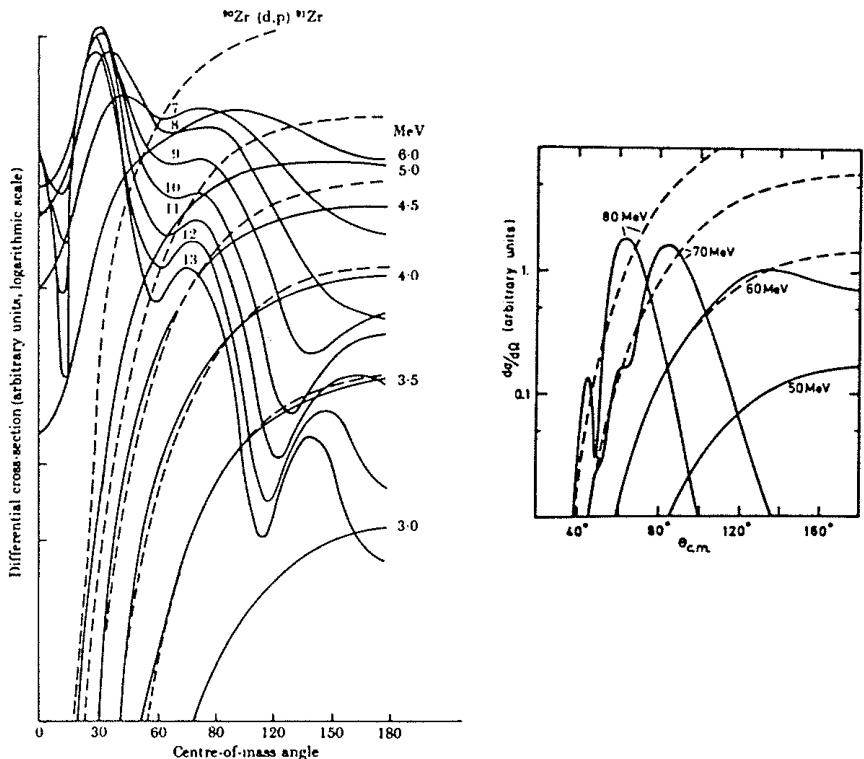 ⁹⁰Zr (d,p) ⁹¹Zr
MeV
7
8
9
10
11
12
13
6·0
5·0
4·5
4·0
3·5
3·0
Differential cross-section (arbitrary units, logarithmic scale)
0 30 60 90 120 150 180
Centre-of-mass angle
80 MeV
70 MeV
60 MeV
50 MeV
1.
0.1
dσ/dΩ (arbitrary units)
40° 80° 120° 160°
θc.m.